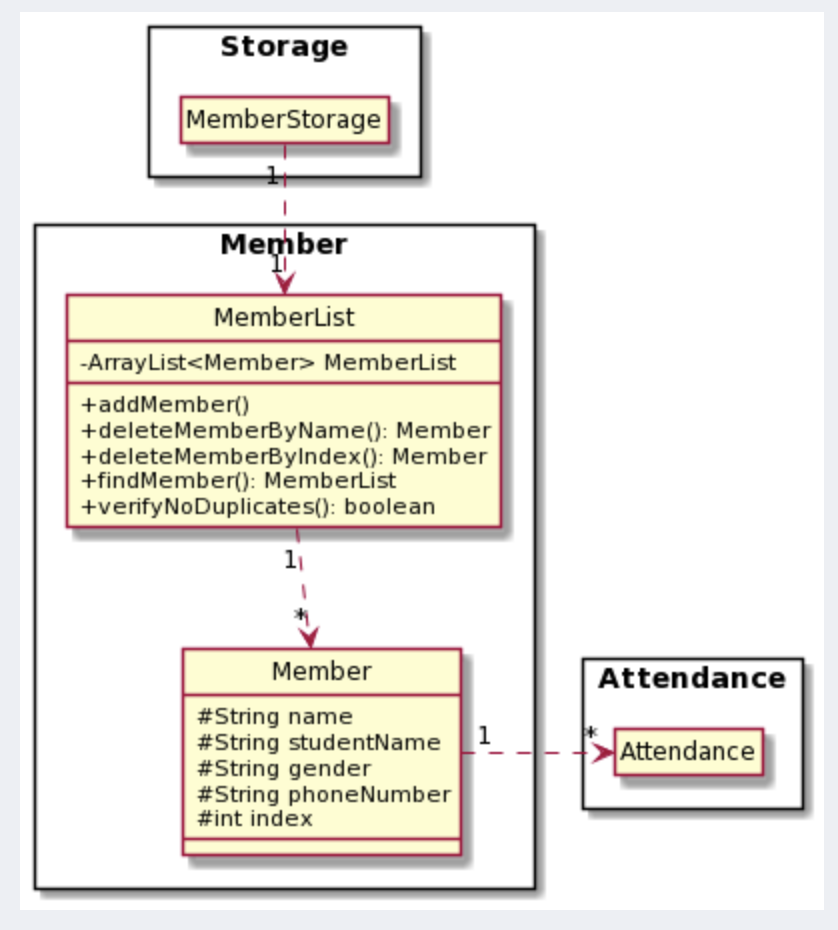 Storage
MemberStorage
1
Member
1
MemberList
-ArrayList<Member> MemberList
+addMember()
+deleteMemberByName(): Member
+deleteMemberByIndex(): Member
+findMember(): MemberList
+verifyNoDuplicates(): boolean
1
*
Member
#String name
#String studentName
#String gender
#String phoneNumber
#int index
1
*
Attendance
Attendance